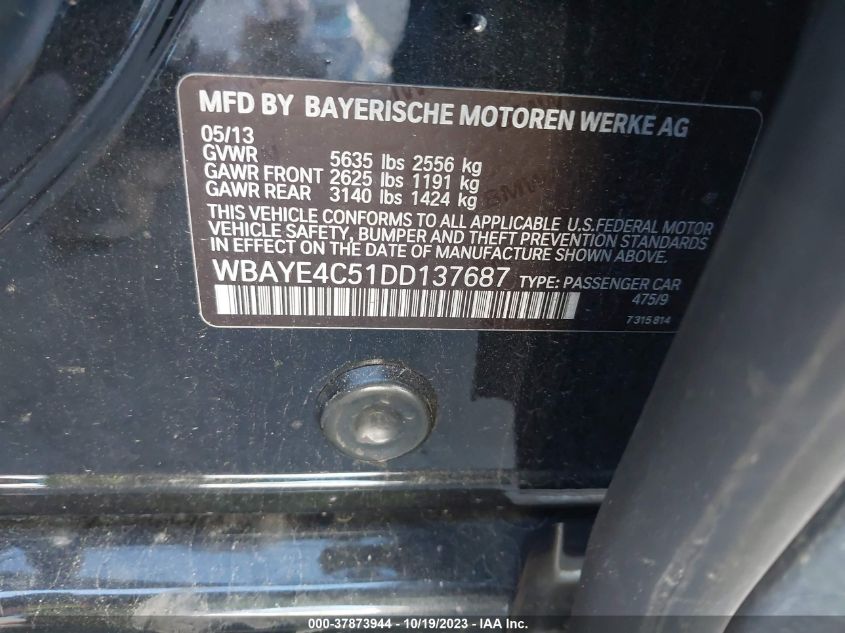 MFD BY BAYERISCHE MOTOREN WERKE AG
05/13
GVWR 5635 lbs 2556 kg
GAWR FRONT 2625 lbs 1191 kg
GAWR REAR 3140 lbs 1424 kg
THIS VEHICLE CONFORMS TO ALL APPLICABLE U.S.FEDERAL MOTOR
VEHICLE SAFETY, BUMPER AND THEFT PREVENTION STANDARDS
IN EFFECT ON THE DATE OF MANUFACTURE SHOWN ABOVE.
WBAYE4C51DD137687 TYPE: PASSENGER CAR
475/9
7315814
000-37873944 - 10/19/2023 - www.iaai.com